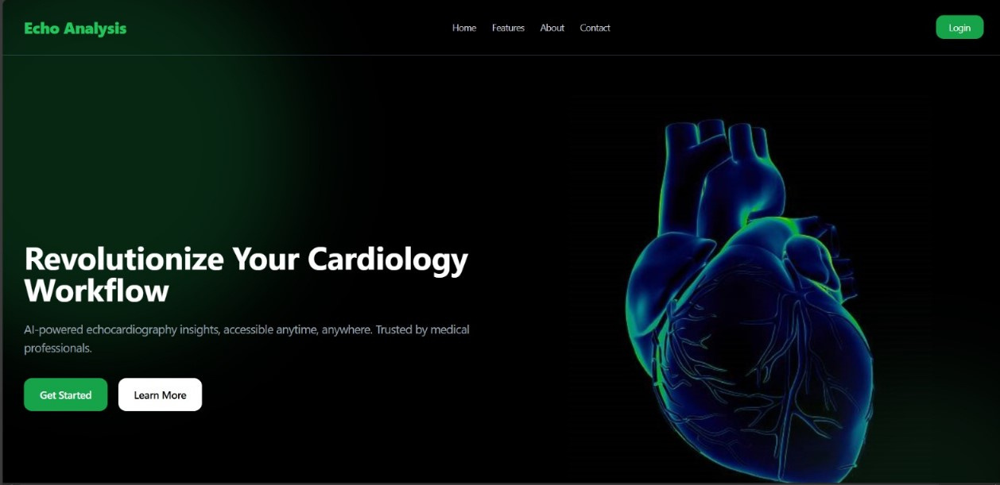 Echo Analysis
Home Features About Contact
Login
Revolutionize Your Cardiology
Workflow
AI-powered echocardiography insights, accessible anytime, anywhere. Trusted by medical
professionals.
Get Started Learn More